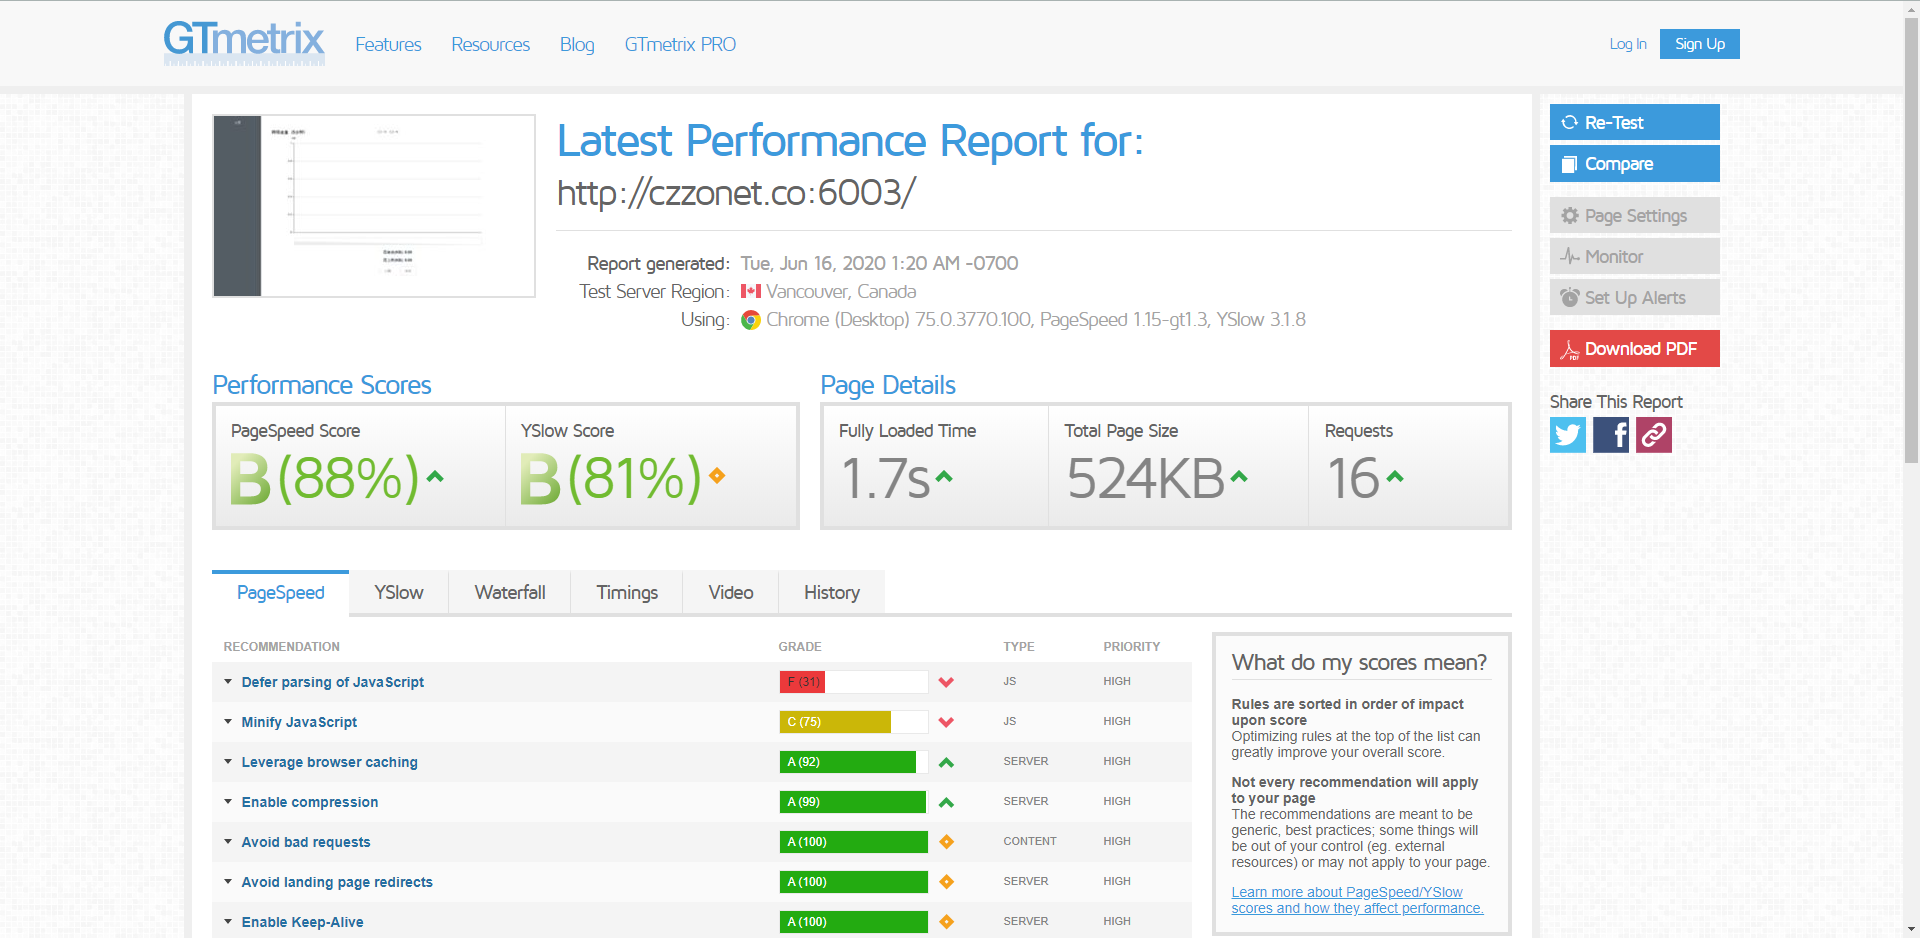 GTmetrix
Features
Resources
Blog
GTmetrix PRO
Log In
Sign Up
Latest Performance Report for:
http://czzonet.co:6003/
Report generated: Tue, Jun 16, 2020 1:20 AM -0700
Test Server Region: Vancouver, Canada
Using: Chrome (Desktop) 75.0.3770.100, PageSpeed 1.15-gt1.3, YSlow 3.1.8
Re-Test
Compare
Page Settings
Monitor
Set Up Alerts
Download PDF
PDF
Share This Report
Performance Scores
PageSpeed Score
B(88%)
YSlow Score
B(81%)
Page Details
Fully Loaded Time
1.7s
Total Page Size
524KB
Requests
16
PageSpeed
YSlow
Waterfall
Timings
Video
History
RECOMMENDATION GRADE TYPE PRIORITY
Defer parsing of JavaScript F (31) JS HIGH
Minify JavaScript C (75) JS HIGH
Leverage browser caching A (92) SERVER HIGH
Enable compression A (99) SERVER HIGH
Avoid bad requests A (100) CONTENT HIGH
Avoid landing page redirects A (100) SERVER HIGH
Enable Keep-Alive A (100) SERVER HIGH
What do my scores mean?
Rules are sorted in order of impact
upon score
Optimizing rules at the top of the list can
greatly improve your overall score.
Not every recommendation will apply
to your page
The recommendations are meant to be
generic, best practices; some things will
be out of your control (eg. external
resources) or may not apply to your page.
Learn more about PageSpeed/YSlow
scores and how they affect performance.